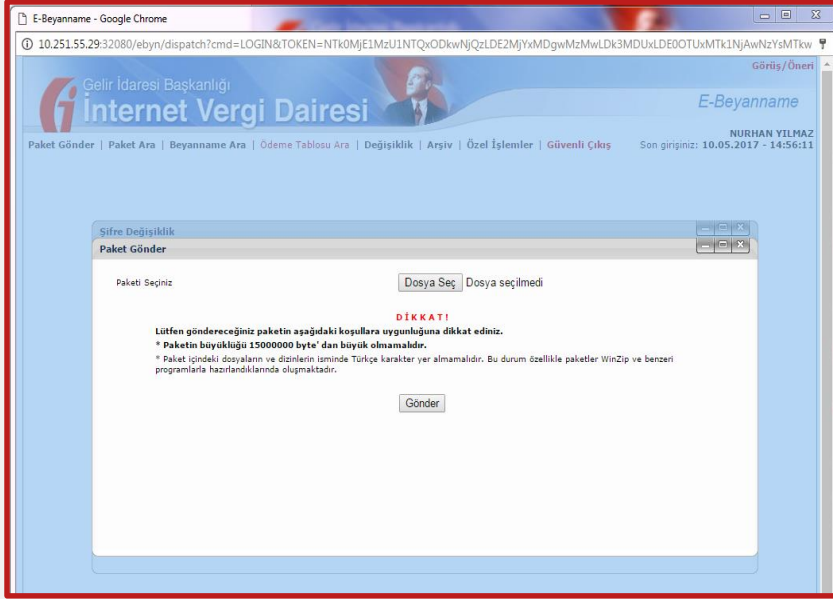 E-Beyanname - Google Chrome
10.251.55.29:32080/ebyn/dispatch?cmd=LOGIN&TOKEN=NTk0MjE1MzU1NTQxODkwNjQzLDE2MjYxMDgwMzMwLDk3MDUxLDE0OTUxMTk1NjAwNzYsMTkw
Görüş/Öneri
Gelir İdaresi Başkanlığı
İnternet Vergi Dairesi
E-Beyanname
NURHAN YILMAZ
Paket Gönder | Paket Ara | Beyanname Ara | Ödeme Tablosu Ara | Değişiklik | Arşiv | Özel İşlemler | Güvenli Çıkış Son girişiniz: 10.05.2017 - 14:56:11
Şifre Değişiklik
Paket Gönder
Paketi Seçiniz Dosya Seç Dosya seçilmedi
DİKKAT!
Lütfen göndereceğiniz paketin aşağıdaki koşullara uygunluğuna dikkat ediniz.
* Paketin büyüklüğü 15000000 byte' dan büyük olmamalıdır.
* Paket içindeki dosyaların ve dizinlerin isminde Türkçe karakter yer almamalıdır. Bu durum özellikle paketler WinZip ve benzeri
programlarla hazırlandıklarında oluşmaktadır.
Gönder